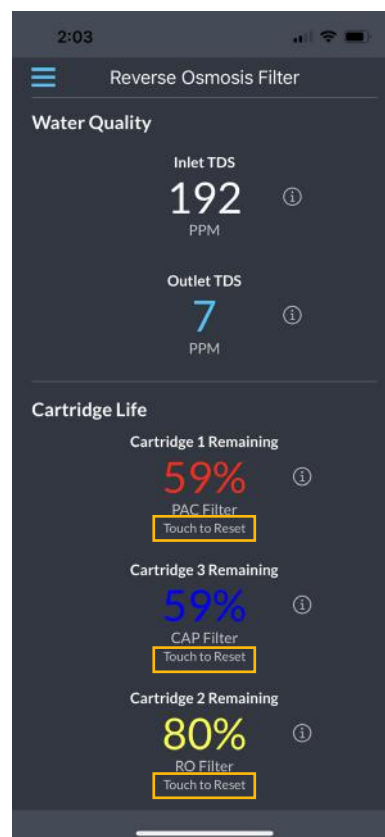 2:03
Reverse Osmosis Filter
Water Quality
Inlet TDS
192
PPM
Outlet TDS
7
PPM
Cartridge Life
Cartridge 1 Remaining
59%
PAC Filter
Touch to Reset
Cartridge 3 Remaining
59%
CAP Filter
Touch to Reset
Cartridge 2 Remaining
80%
RO Filter
Touch to Reset